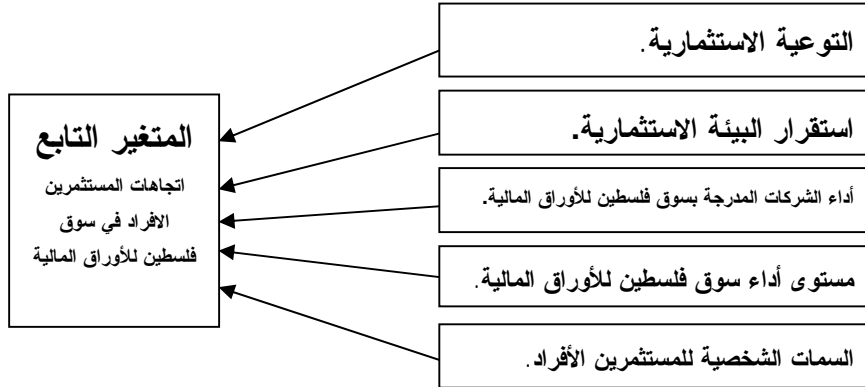 التوعية الاستثمارية.
استقرار البيئة الاستثمارية.
أداء الشركات المدرجة بسوق فلسطين للأوراق المالية.
مستوى أداء سوق فلسطين للأوراق المالية.
السمات الشخصية للمستثمرين الأفراد.
المتغير التابع
اتجاهات المستثمرين
الافراد في سوق
فلسطين للأوراق المالية